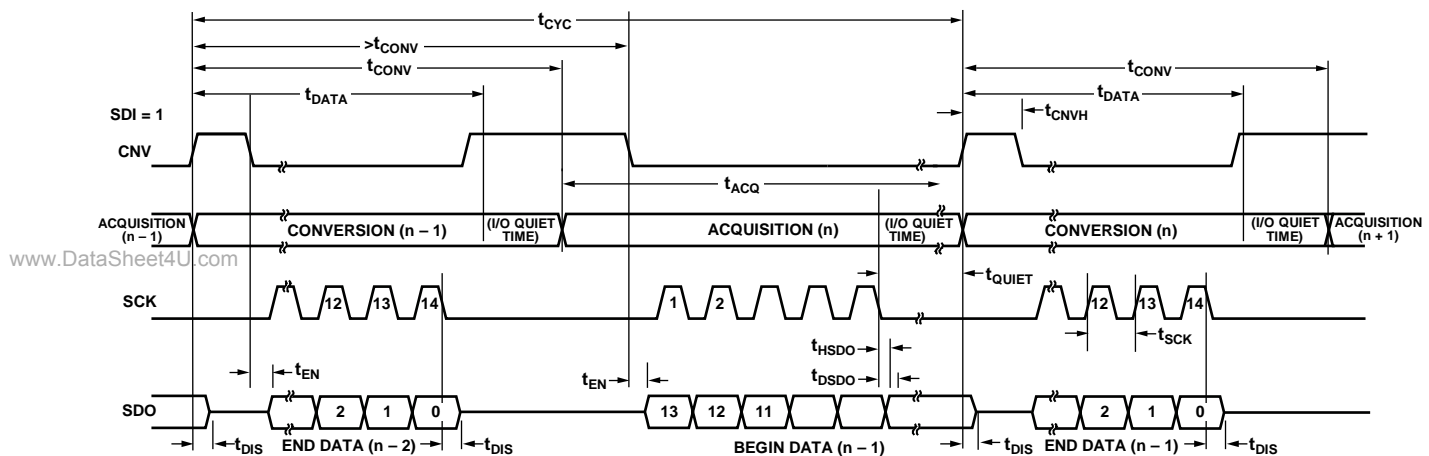 tCYC
>tCONV
tCONV
tCONV
tDATA
tDATA
SDI = 1
tCNVH
CNV
tACQ
ACQUISITION (n – 1)
CONVERSION (n – 1)
(I/O QUIET TIME)
ACQUISITION (n)
(I/O QUIET TIME)
CONVERSION (n)
(I/O QUIET TIME)
ACQUISITION (n + 1)
www.DataSheet4U.com
tQUIET
SCK
12 13 14
1 2
12 13 14
tHSDO
tSCK
tEN
tEN
tDSDO
SDO
2 1 0
13 12 11
2 1 0
tDIS
END DATA (n – 2)
tDIS
BEGIN DATA (n – 1)
tDIS
END DATA (n – 1)
tDIS